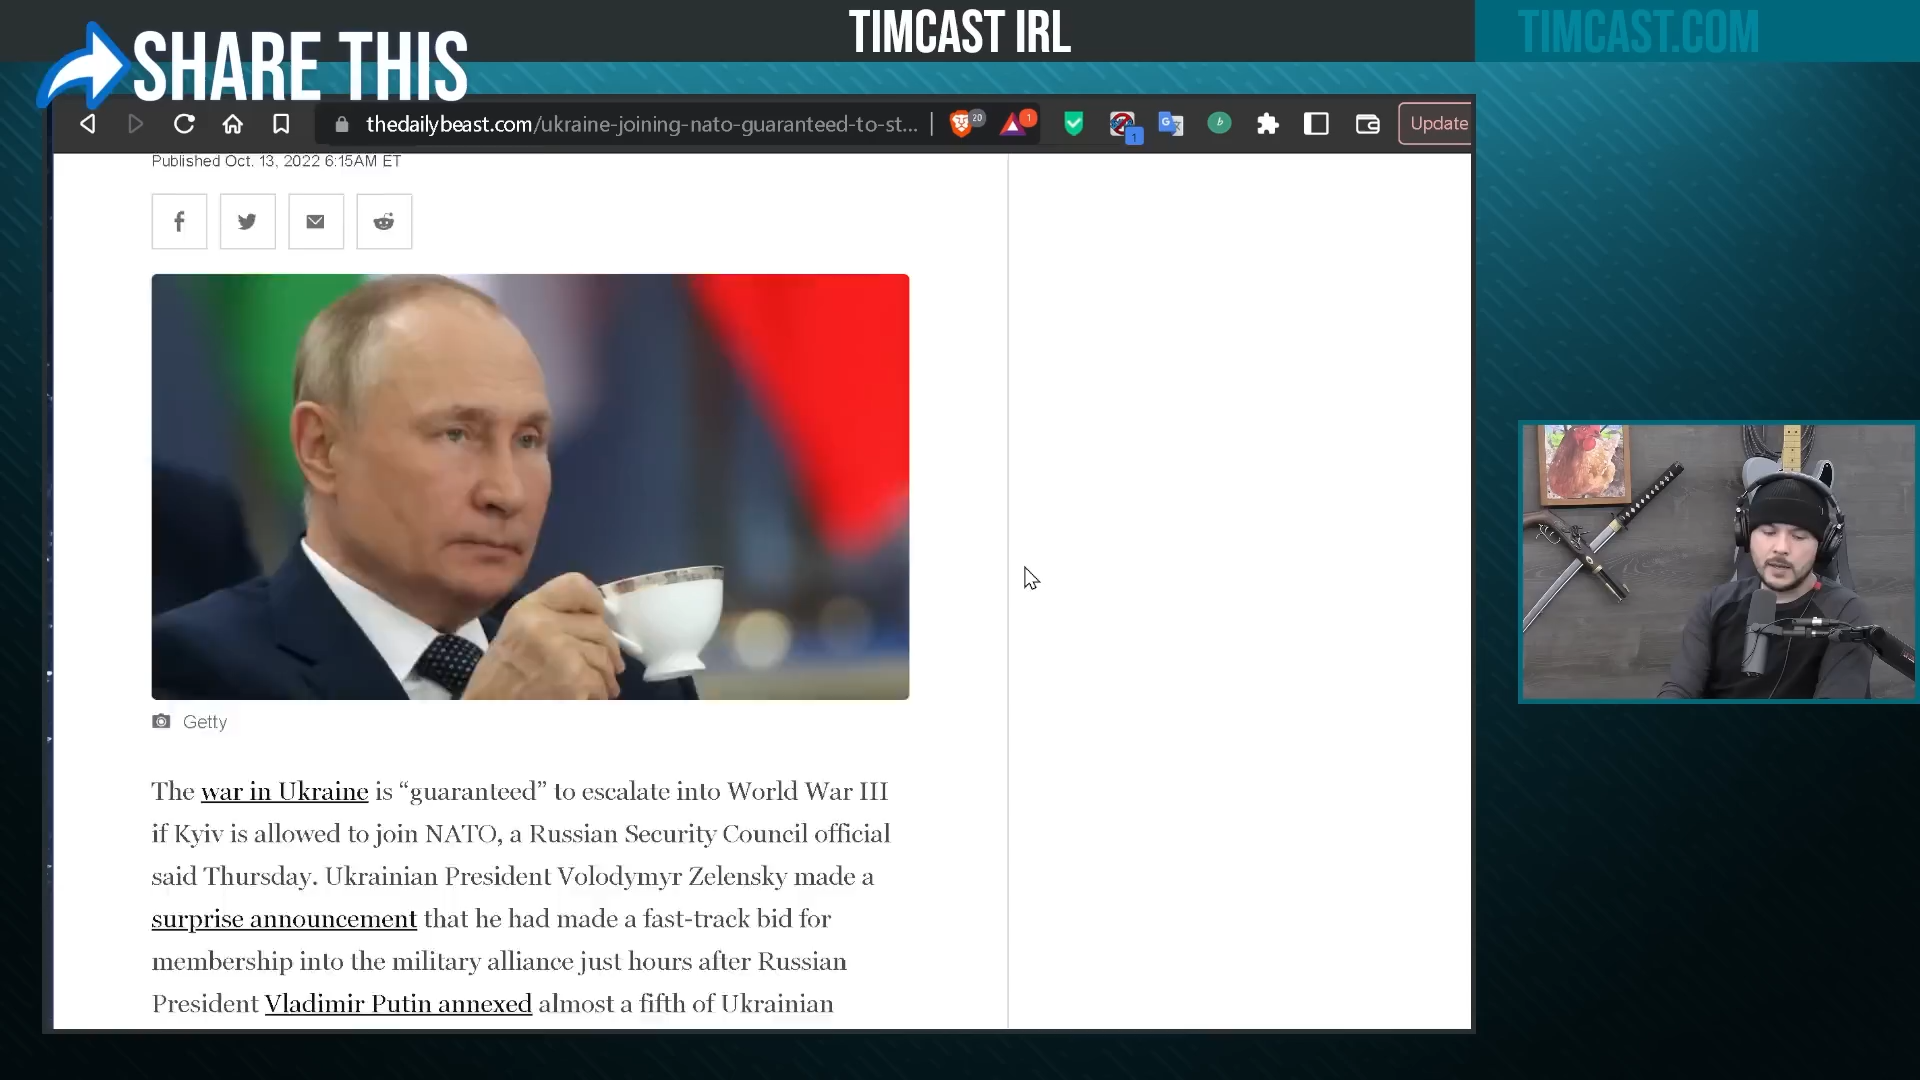 SHARE THIS
TIMCAST IRL
TIMCAST.COM
thedailybeast.com/ukraine-joining-nato-guaranteed-to-st...
20
1
1
b
Update
Published Oct. 13, 2022 6:15AM ET
Getty
The war in Ukraine is “guaranteed” to escalate into World War III
if Kyiv is allowed to join NATO, a Russian Security Council official
said Thursday. Ukrainian President Volodymyr Zelensky made a
surprise announcement that he had made a fast-track bid for
membership into the military alliance just hours after Russian
President Vladimir Putin annexed almost a fifth of Ukrainian